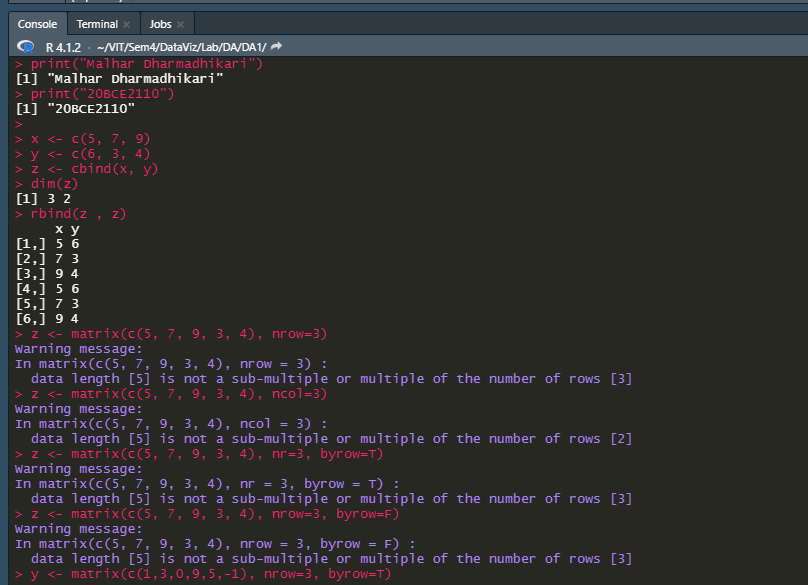 Console Terminal × Jobs ×
R 4.1.2 · ~/VIT/Sem4/DataViz/Lab/DA/DA1/
> print("Malhar Dharmadhikari")
[1] "Malhar Dharmadhikari"
> print("20BCE2110")
[1] "20BCE2110"
>
> x <- c(5, 7, 9)
> y <- c(6, 3, 4)
> z <- cbind(x, y)
> dim(z)
[1] 3 2
> rbind(z , z)
     x y
[1,] 5 6
[2,] 7 3
[3,] 9 4
[4,] 5 6
[5,] 7 3
[6,] 9 4
> z <- matrix(c(5, 7, 9, 3, 4), nrow=3)
Warning message:
In matrix(c(5, 7, 9, 3, 4), nrow = 3) :
  data length [5] is not a sub-multiple or multiple of the number of rows [3]
> z <- matrix(c(5, 7, 9, 3, 4), ncol=3)
Warning message:
In matrix(c(5, 7, 9, 3, 4), ncol = 3) :
  data length [5] is not a sub-multiple or multiple of the number of rows [2]
> z <- matrix(c(5, 7, 9, 3, 4), nr=3, byrow=T)
Warning message:
In matrix(c(5, 7, 9, 3, 4), nr = 3, byrow = T) :
  data length [5] is not a sub-multiple or multiple of the number of rows [3]
> z <- matrix(c(5, 7, 9, 3, 4), nrow=3, byrow=F)
Warning message:
In matrix(c(5, 7, 9, 3, 4), nrow = 3, byrow = F) :
  data length [5] is not a sub-multiple or multiple of the number of rows [3]
> y <- matrix(c(1,3,0,9,5,-1), nrow=3, byrow=T)